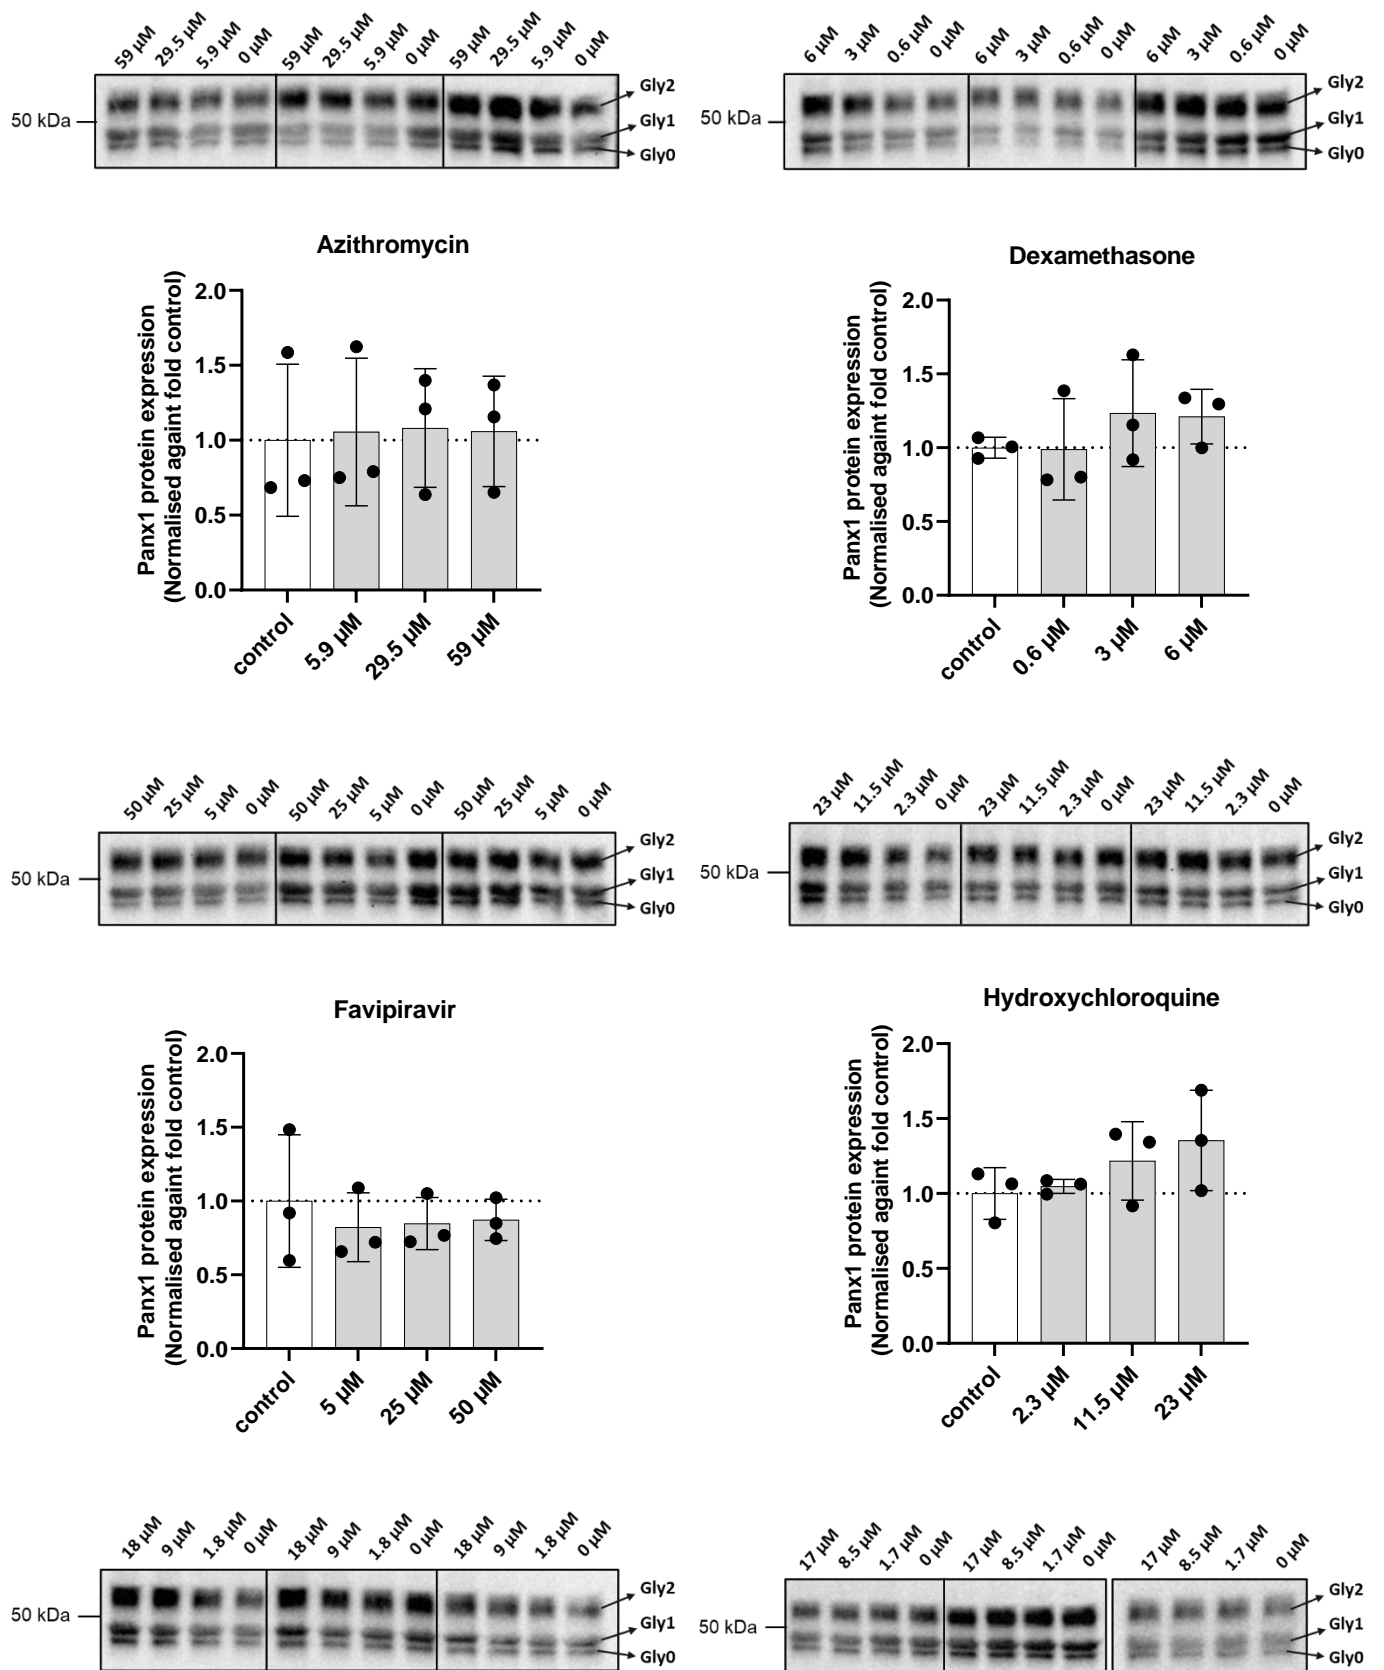 59 µM 29.5 µM 5.9 µM 0 µM 59 µM 29.5 µM 5.9 µM 0 µM 59 µM 29.5 µM 5.9 µM 0 µM
50 kDa
Gly2
Gly1
Gly0
Azithromycin
Panx1 protein expression
(Normalised againt fold control)
2.0
1.5
1.0
0.5
0.0
control 5.9 µM 29.5 µM 59 µM
6 µM 3 µM 0.6 µM 0 µM 6 µM 3 µM 0.6 µM 0 µM 6 µM 3 µM 0.6 µM 0 µM
50 kDa
Gly2
Gly1
Gly0
Dexamethasone
Panx1 protein expression
(Normalised againt fold control)
2.0
1.5
1.0
0.5
0.0
control 0.6 µM 3 µM 6 µM
50 µM 25 µM 5 µM 0 µM 50 µM 25 µM 5 µM 0 µM 50 µM 25 µM 5 µM 0 µM
50 kDa
Gly2
Gly1
Gly0
Favipiravir
Panx1 protein expression
(Normalised againt fold control)
2.0
1.5
1.0
0.5
0.0
control 5 µM 25 µM 50 µM
23 µM 11.5 µM 2.3 µM 0 µM 23 µM 11.5 µM 2.3 µM 0 µM 23 µM 11.5 µM 2.3 µM 0 µM
50 kDa
Gly2
Gly1
Gly0
Hydroxychloroquine
Panx1 protein expression
(Normalised againt fold control)
2.0
1.5
1.0
0.5
0.0
control 2.3 µM 11.5 µM 23 µM
18 µM 9 µM 1.8 µM 0 µM 18 µM 9 µM 1.8 µM 0 µM 18 µM 9 µM 1.8 µM 0 µM
50 kDa
Gly2
Gly1
Gly0
17 µM 8.5 µM 1.7 µM 0 µM 17 µM 8.5 µM 1.7 µM 0 µM 17 µM 8.5 µM 1.7 µM 0 µM
50 kDa
Gly2
Gly1
Gly0